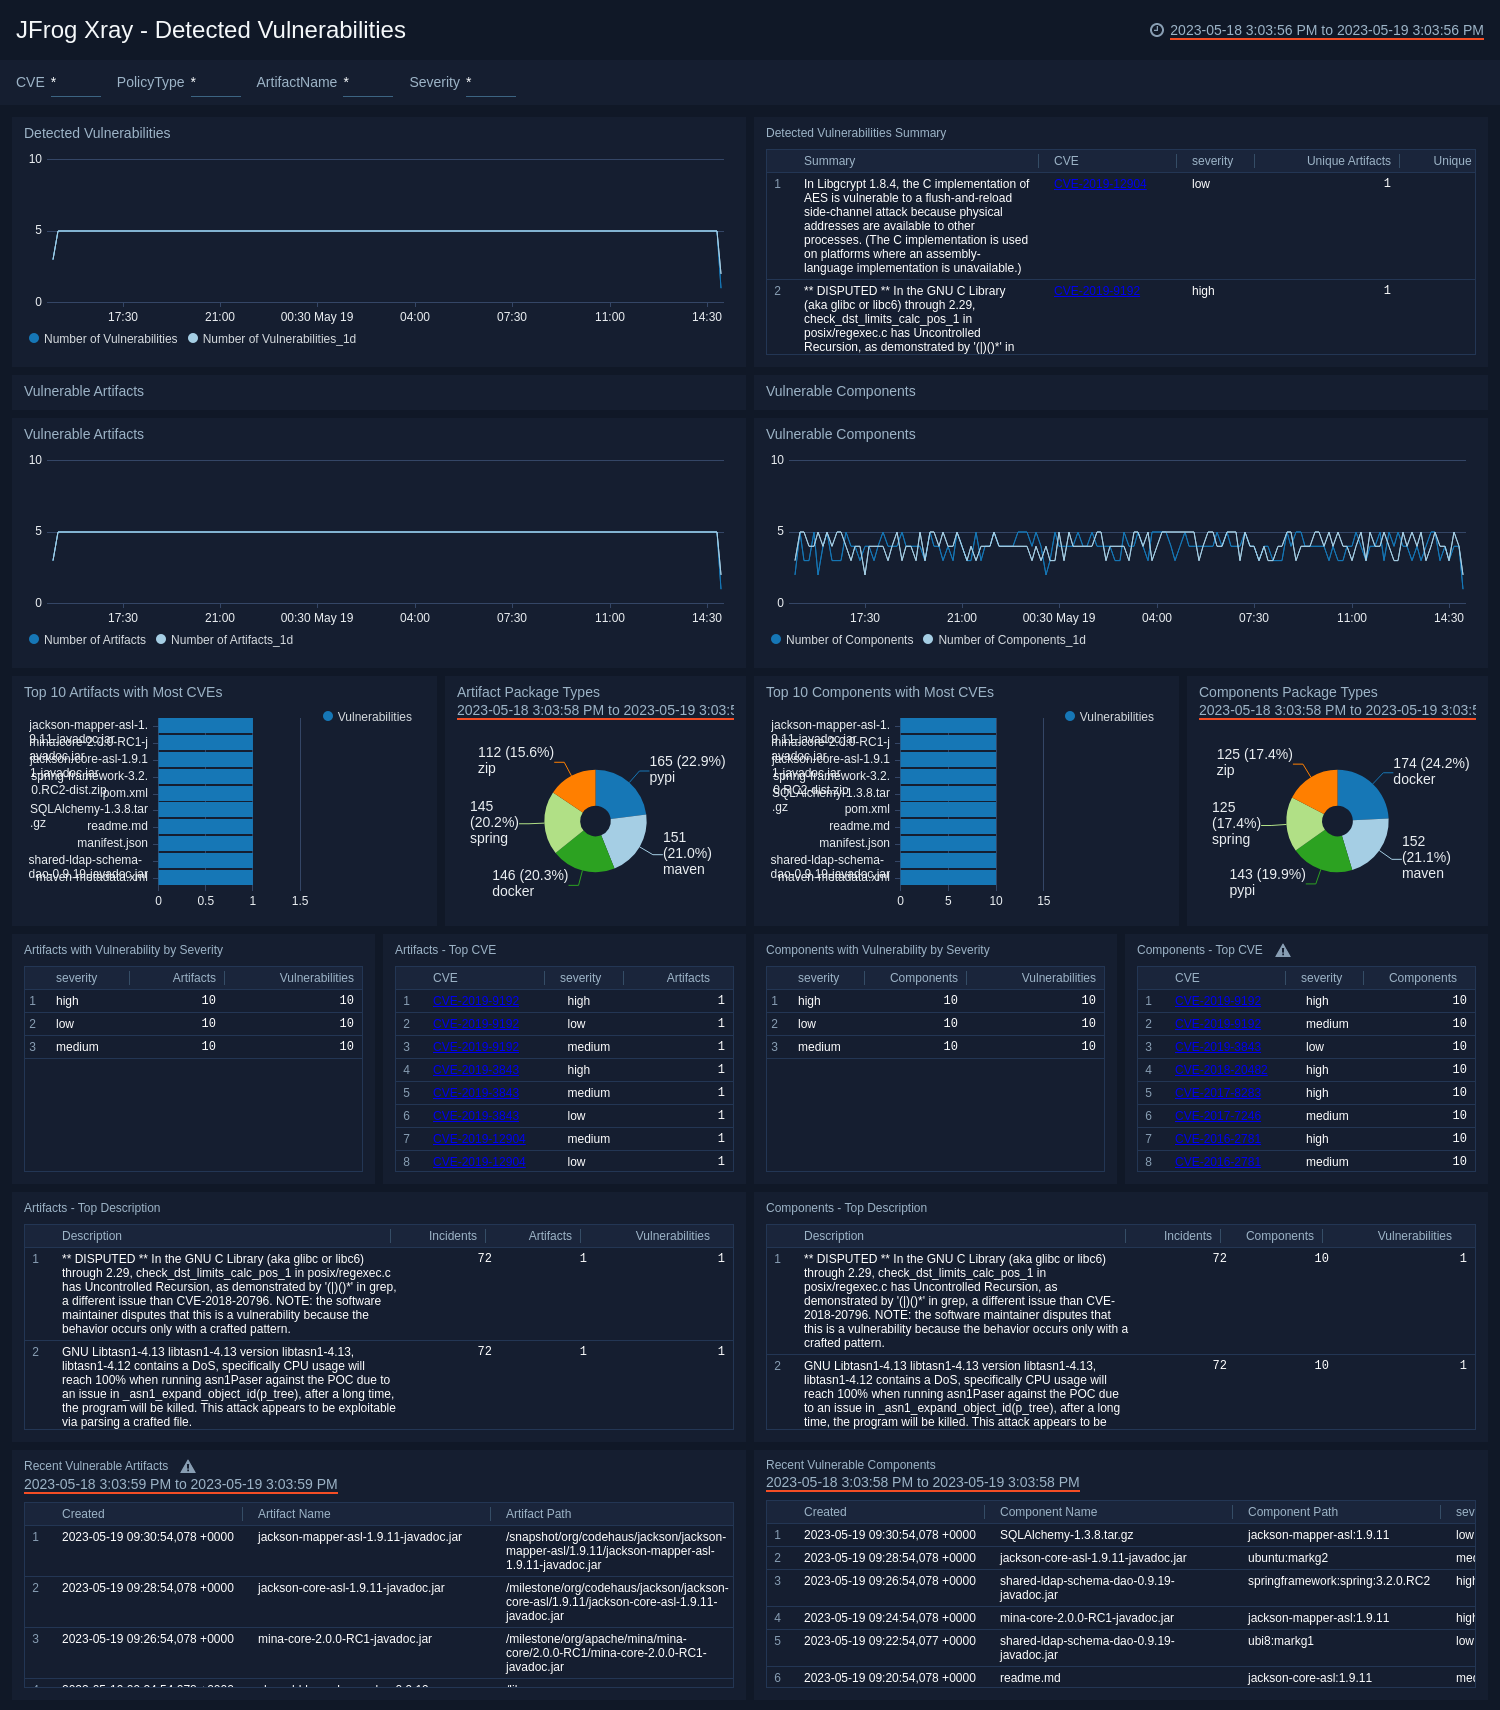 JFrog Xray - Detected Vulnerabilities
2023-05-18 3:03:56 PM to 2023-05-19 3:03:56 PM
CVE * PolicyType * ArtifactName * Severity *
Detected Vulnerabilities
10
5
0
17:30 21:00 00:30 May 19 04:00 07:30 11:00 14:30
Number of Vulnerabilities Number of Vulnerabilities_1d
Detected Vulnerabilities Summary
Summary CVE severity Unique Artifacts Unique
1 In Libgcrypt 1.8.4, the C implementation of low 1
AES is vulnerable to a flush-and-reload
side-channel attack because physical
addresses are available to other
processes. (The C implementation is used
on platforms where an assembly-
language implementation is unavailable.)
2 ** DISPUTED ** In the GNU C Library CVE-2019-9192 high 1
(aka glibc or libc6) through 2.29,
check_dst_limits_calc_pos_1 in
posix/regexec.c has Uncontrolled
Recursion, as demonstrated by '(|)()*' in
Vulnerable Artifacts
Vulnerable Components
Vulnerable Artifacts
10
5
0
17:30 21:00 00:30 May 19 04:00 07:30 11:00 14:30
Number of Artifacts Number of Artifacts_1d
Vulnerable Components
10
5
0
17:30 21:00 00:30 May 19 04:00 07:30 11:00 14:30
Number of Components Number of Components_1d
Top 10 Artifacts with Most CVEs
Vulnerabilities
jackson-mapper-asl-1.
9.11-javadoc.jar
mina-core-2.0.0-RC1-j
avadoc.jar
jackson-core-asl-1.9.1
1-javadoc.jar
spring-framework-3.2.
0.RC2-dist.zip
pom.xml
SQLAlchemy-1.3.8.tar
.gz
readme.md
manifest.json
shared-ldap-schema-
dao-0.9.19-javadoc.jar
maven-metadata.xml
0 0.5 1 1.5
Artifact Package Types
2023-05-18 3:03:58 PM to 2023-05-19 3:03:5
112 (15.6%)
zip
165 (22.9%)
pypi
145
(20.2%)
spring
151
(21.0%)
maven
146 (20.3%)
docker
Top 10 Components with Most CVEs
Vulnerabilities
jackson-mapper-asl-1.
9.11-javadoc.jar
mina-core-2.0.0-RC1-j
avadoc.jar
jackson-core-asl-1.9.1
1-javadoc.jar
spring-framework-3.2.
0.RC2-dist.zip
SQLAlchemy-1.3.8.tar
.gz
pom.xml
readme.md
manifest.json
shared-ldap-schema-
dao-0.9.19-javadoc.jar
maven-metadata.xml
0 5 10 15
Components Package Types
2023-05-18 3:03:58 PM to 2023-05-19 3:03:5
125 (17.4%)
zip
174 (24.2%)
docker
125
(17.4%)
spring
152
(21.1%)
maven
143 (19.9%)
pypi
Artifacts with Vulnerability by Severity
severity Artifacts Vulnerabilities
1 high 10 10
2 low 10 10
3 medium 10 10
Artifacts - Top CVE
CVE severity Artifacts
1 CVE-2019-9192 high 1
2 CVE-2019-9192 low 1
3 CVE-2019-9192 medium 1
4 high 1
5 medium 1
6 low 1
7 CVE-2019-12904 medium 1
8 CVE-2019-12904 low 1
Components with Vulnerability by Severity
severity Components Vulnerabilities
1 high 10 10
2 low 10 10
3 medium 10 10
Components - Top CVE
CVE severity Components
1 CVE-2019-9192 high 10
2 CVE-2019-9192 medium 10
3 low 10
4 high 10
5 high 10
6 medium 10
7 high 10
8 medium 10
Artifacts - Top Description
Description Incidents Artifacts Vulnerabilities
1 ** DISPUTED ** In the GNU C Library (aka glibc or libc6) 72 1 1
through 2.29, check_dst_limits_calc_pos_1 in posix/regexec.c
has Uncontrolled Recursion, as demonstrated by '(|)()*' in grep,
a different issue than CVE-2018-20796. NOTE: the software
maintainer disputes that this is a vulnerability because the
behavior occurs only with a crafted pattern.
2 GNU Libtasn1-4.13 libtasn1-4.13 version libtasn1-4.13, 72 1 1
libtasn1-4.12 contains a DoS, specifically CPU usage will
reach 100% when running asn1Paser against the POC due to
an issue in _asn1_expand_object_id(p_tree), after a long time,
the program will be killed. This attack appears to be exploitable
via parsing a crafted file.
Components - Top Description
Description Incidents Components Vulnerabilities
1 ** DISPUTED ** In the GNU C Library (aka glibc or libc6) 72 10 1
through 2.29, check_dst_limits_calc_pos_1 in
posix/regexec.c has Uncontrolled Recursion, as
demonstrated by '(|)()*' in grep, a different issue than CVE-
2018-20796. NOTE: the software maintainer disputes that
this is a vulnerability because the behavior occurs only with a
crafted pattern.
2 GNU Libtasn1-4.13 libtasn1-4.13 version libtasn1-4.13, 72 10 1
libtasn1-4.12 contains a DoS, specifically CPU usage will
reach 100% when running asn1Paser against the POC due
to an issue in _asn1_expand_object_id(p_tree), after a long
time, the program will be killed. This attack appears to be
Recent Vulnerable Artifacts
2023-05-18 3:03:59 PM to 2023-05-19 3:03:59 PM
Created Artifact Name Artifact Path
1 2023-05-19 09:30:54,078 +0000 jackson-mapper-asl-1.9.11-javadoc.jar /snapshot/org/codehaus/jackson/jackson-
mapper-asl/1.9.11/jackson-mapper-asl-
1.9.11-javadoc.jar
2 2023-05-19 09:28:54,078 +0000 jackson-core-asl-1.9.11-javadoc.jar /milestone/org/codehaus/jackson/jackson-
core-asl/1.9.11/jackson-core-asl-1.9.11-
javadoc.jar
3 2023-05-19 09:26:54,078 +0000 mina-core-2.0.0-RC1-javadoc.jar /milestone/org/apache/mina/mina-
core/2.0.0-RC1/mina-core-2.0.0-RC1-
javadoc.jar
Recent Vulnerable Components
2023-05-18 3:03:58 PM to 2023-05-19 3:03:58 PM
Created Component Name Component Path sev
1 2023-05-19 09:30:54,078 +0000 SQLAlchemy-1.3.8.tar.gz jackson-mapper-asl:1.9.11 low
2 2023-05-19 09:28:54,078 +0000 jackson-core-asl-1.9.11-javadoc.jar ubuntu:markg2 med
3 2023-05-19 09:26:54,078 +0000 shared-ldap-schema-dao-0.9.19- springframework:spring:3.2.0.RC2 high
javadoc.jar
4 2023-05-19 09:24:54,078 +0000 mina-core-2.0.0-RC1-javadoc.jar jackson-mapper-asl:1.9.11 high
5 2023-05-19 09:22:54,077 +0000 shared-ldap-schema-dao-0.9.19- ubi8:markg1 low
javadoc.jar
6 2023-05-19 09:20:54,078 +0000 readme.md jackson-core-asl:1.9.11 med